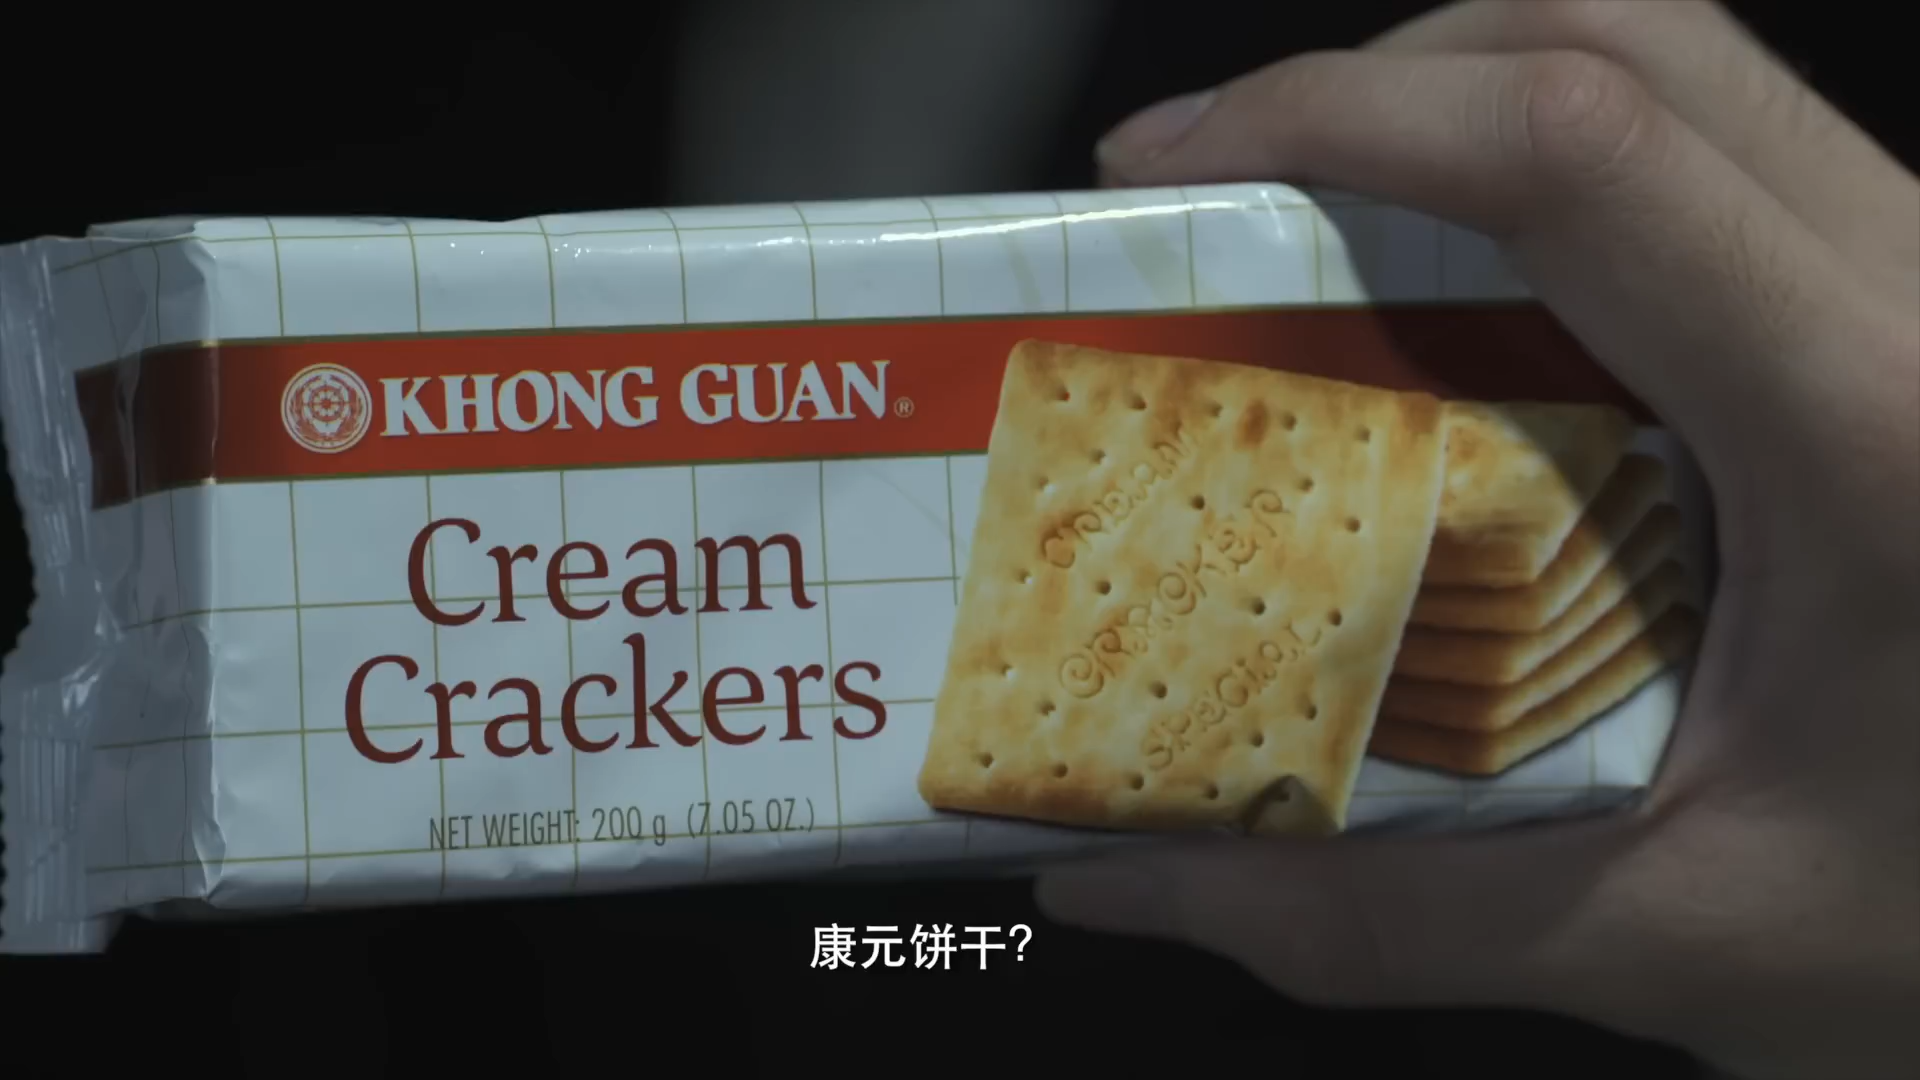 KHONG GUAN®
Cream
Crackers
NET WEIGHT: 200 g (7.05 OZ.)
CREAM
CRACKER
SPECIAL
康元饼干?